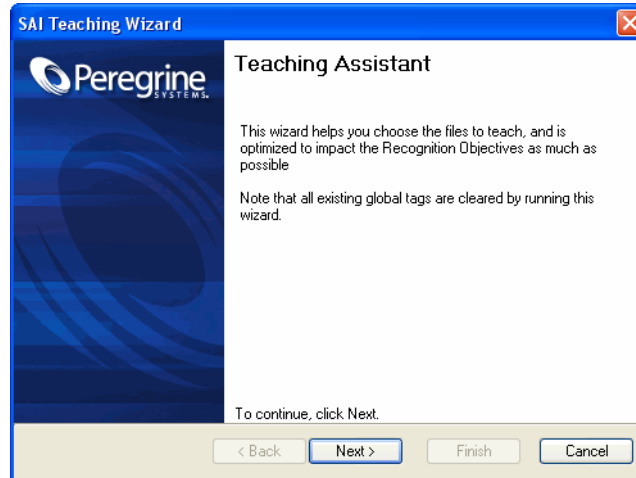 SAI Teaching Wizard
Peregrine
SYSTEMS.
Teaching Assistant
This wizard helps you choose the files to teach, and is
optimized to impact the Recognition Objectives as much as
possible
Note that all existing global tags are cleared by running this
wizard.
To continue, click Next.
< Back
Next >
Finish
Cancel